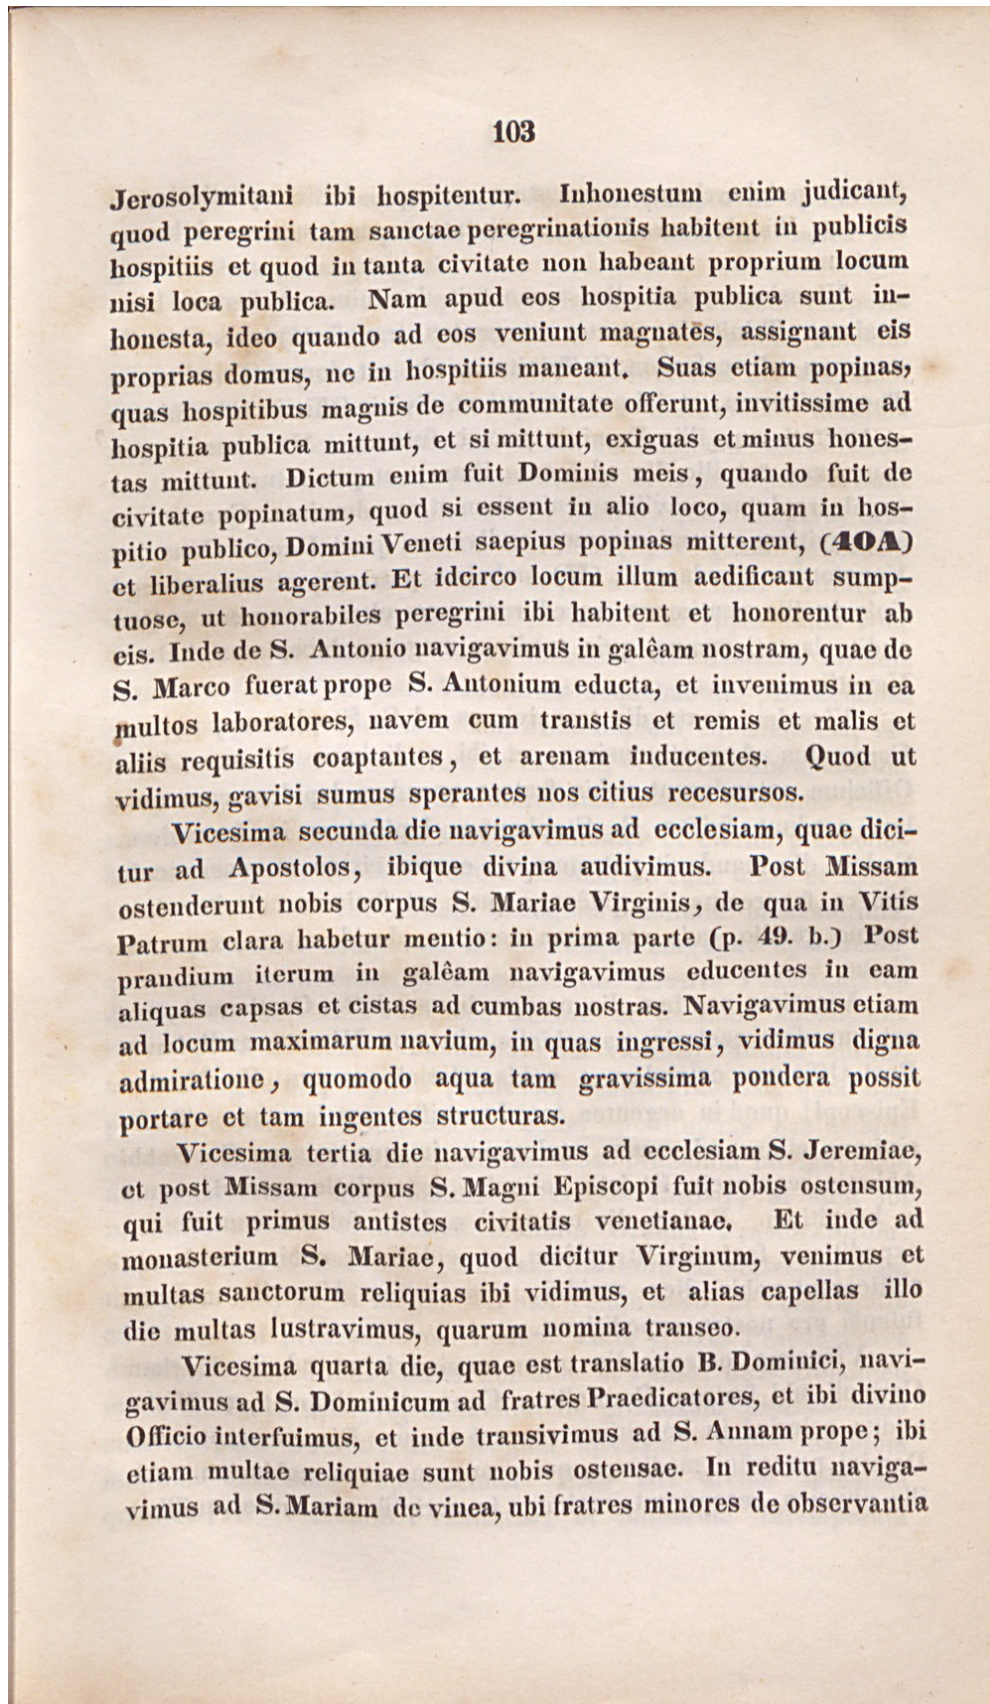 103
Jerosolymitani ibi hospitentur. Inhonestum enim judicant,
quod peregrini tam sanctae peregrinationis habitent in publicis
hospitiis et quod in tanta civitate non habeant proprium locum
nisi loca publica. Nam apud eos hospitia publica sunt in-
honesta, ideo quando ad eos veniunt magnates, assignant eis
proprias domus, ne in hospitiis maneant. Suas etiam popinas,
quas hospitibus magnis de communitate offerunt, invitissime ad
hospitia publica mittunt, et si mittunt, exiguas et minus hones-
tas mittunt. Dictum enim fuit Dominis meis, quando fuit de
civitate popinatum, quod si essent in alio loco, quam in hos-
pitio publico, Domini Veneti saepius popinas mitterent, (40A)
et liberalius agerent. Et idcirco locum illum aedificant sump-
tuose, ut honorabiles peregrini ibi habitent et honorentur ab
eis. Inde de S. Antonio navigavimus in galêam nostram, quae de
S. Marco fuerat prope S. Antonium educta, et invenimus in ea
multos laboratores, navem cum transtis et remis et malis et
aliis requisitis coaptantes, et arenam inducentes. Quod ut
vidimus, gavisi sumus sperantes nos citius recesursos.
Vicesima secunda die navigavimus ad ecclesiam, quae dici-
tur ad Apostolos, ibique divina audivimus. Post Missam
ostenderunt nobis corpus S. Mariae Virginis, de qua in Vitis
Patrum clara habetur mentio: in prima parte (p. 49. b.) Post
prandium iterum in galêam navigavimus educentes in eam
aliquas capsas et cistas ad cumbas nostras. Navigavimus etiam
ad locum maximarum navium, in quas ingressi, vidimus digna
admiratione, quomodo aqua tam gravissima pondera possit
portare et tam ingentes structuras.
Vicesima tertia die navigavimus ad ecclesiam S. Jeremiae,
et post Missam corpus S. Magni Episcopi fuit nobis ostensum,
qui fuit primus antistes civitatis venetianae. Et inde ad
monasterium S. Mariae, quod dicitur Virginum, venimus et
multas sanctorum reliquias ibi vidimus, et alias capellas illo
die multas lustravimus, quarum nomina transeo.
Vicesima quarta die, quae est translatio B. Dominici, navi-
gavimus ad S. Dominicum ad fratres Praedicatores, et ibi divino
Officio interfuimus, et inde transivimus ad S. Annam prope; ibi
etiam multae reliquiae sunt nobis ostensae. In reditu naviga-
vimus ad S. Mariam de vinea, ubi fratres minores de observantia